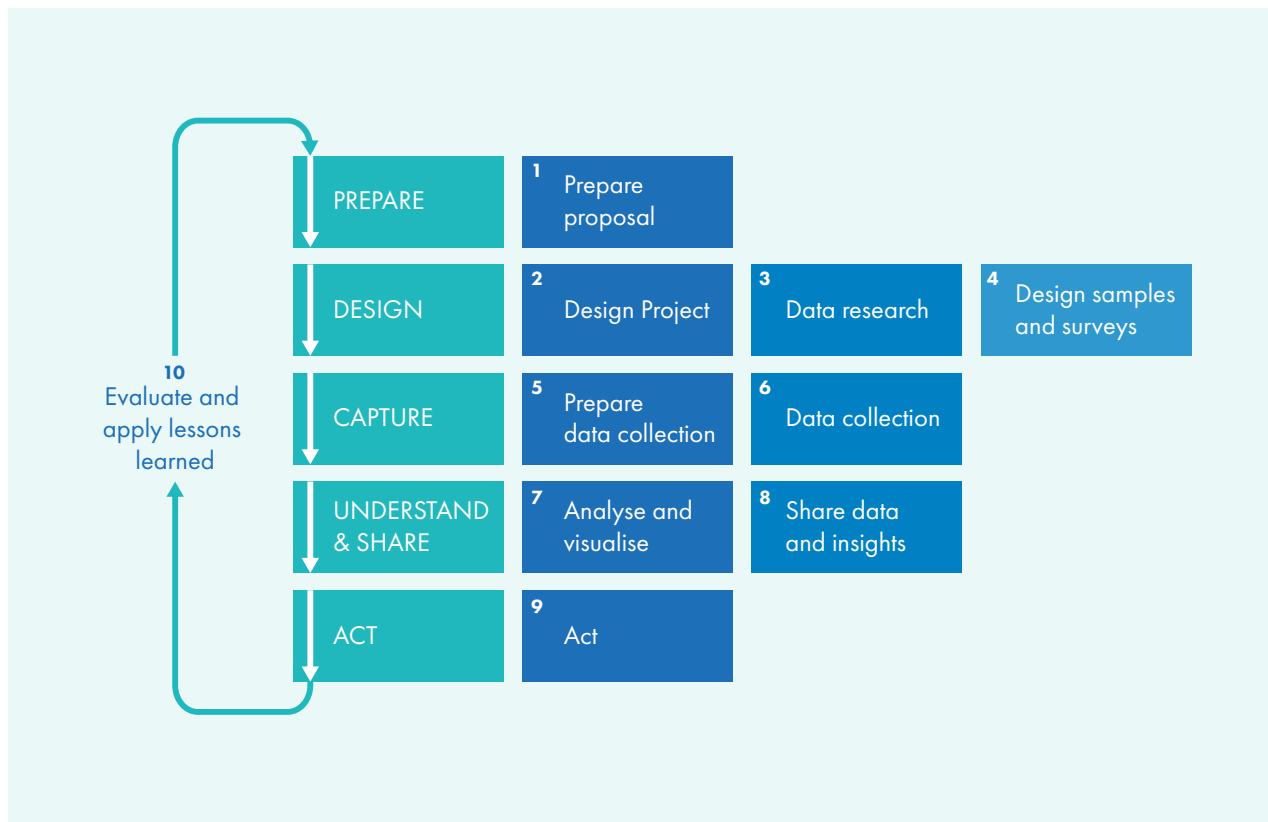 PREPARE
1
Prepare
proposal
DESIGN
2
Design Project
3
Data research
4
Design samples
and surveys
10
Evaluate and
apply lessons
learned
CAPTURE
5
Prepare
data collection
6
Data collection
UNDERSTAND
& SHARE
7
Analyse and
visualise
8
Share data
and insights
ACT
9
Act